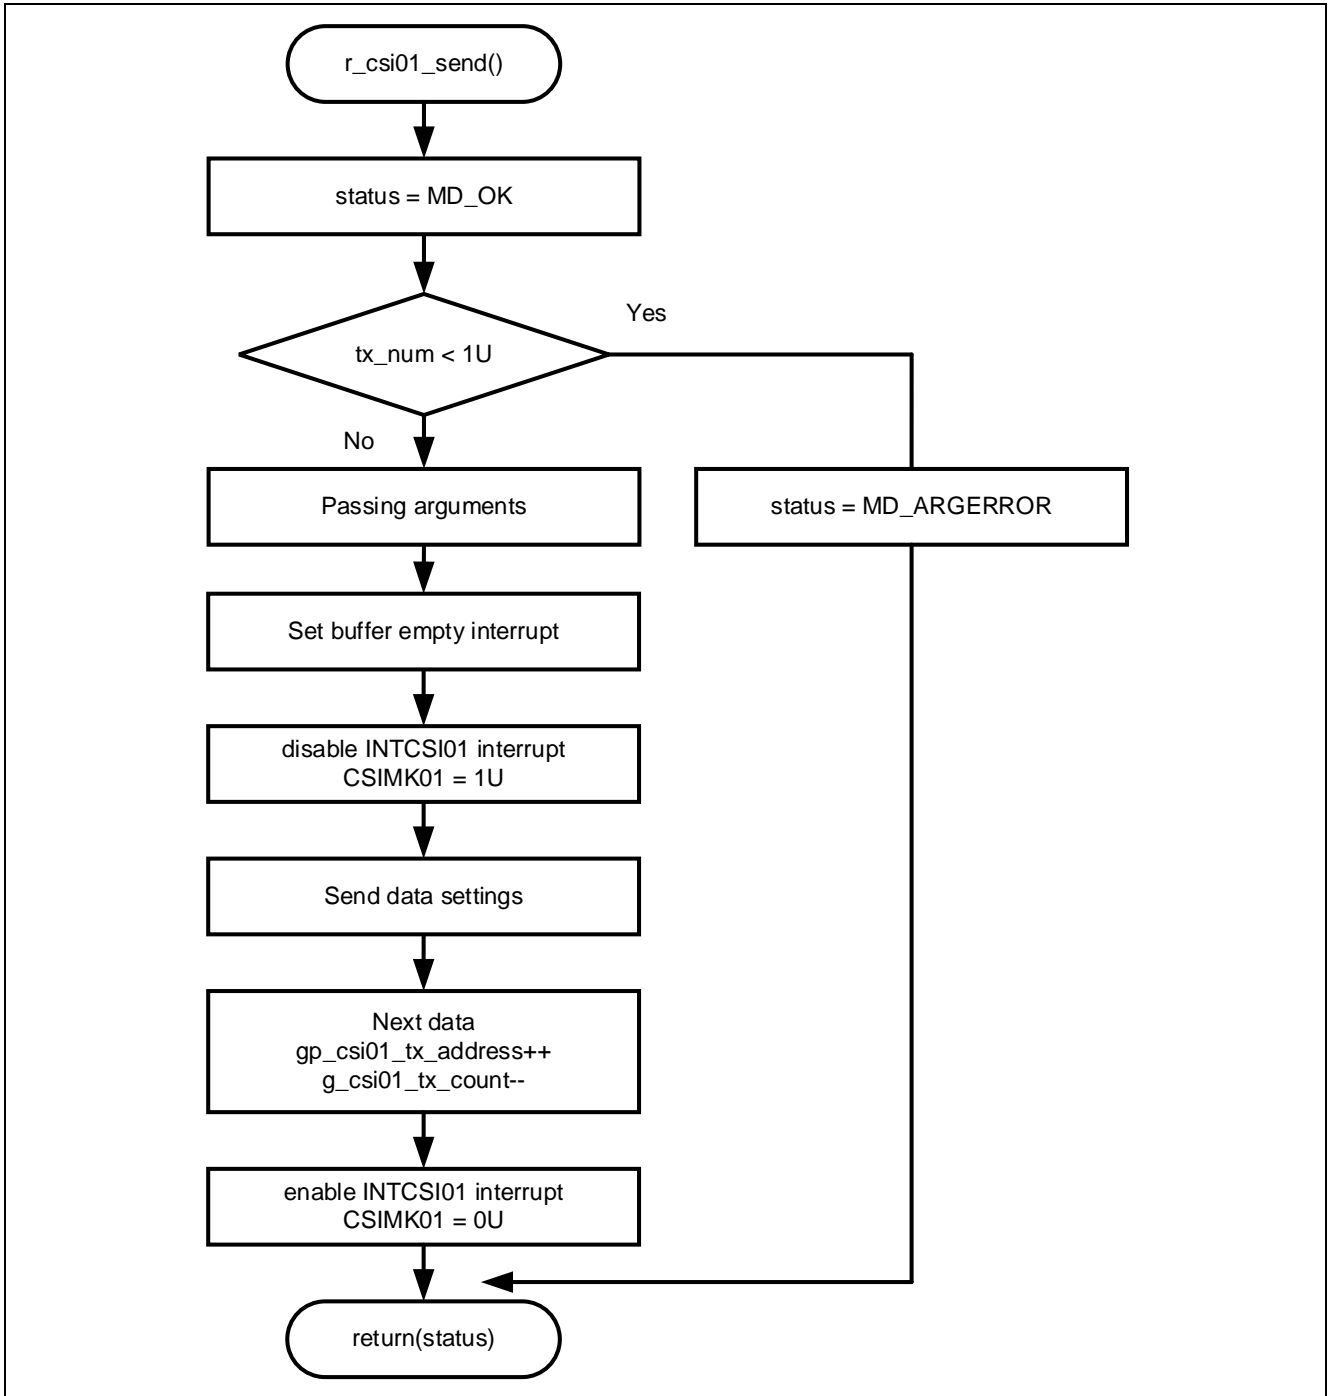 r_csi01_send()
status = MD_OK
Yes
tx_num < 1U
No
Passing arguments
status = MD_ARGERROR
Set buffer empty interrupt
disable INTCSI01 interrupt
CSIMK01 = 1U
Send data settings
Next data
gp_csi01_tx_address++
g_csi01_tx_count--
enable INTCSI01 interrupt
CSIMK01 = 0U
return(status)